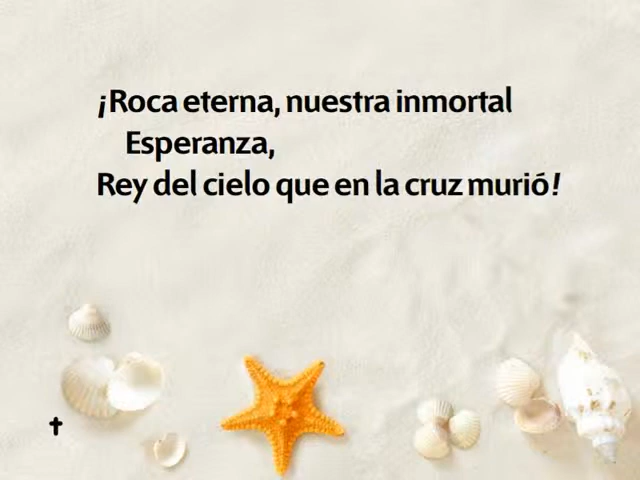 ¡Roca eterna, nuestra inmortal
Esperanza,
Rey del cielo que en la cruz murió!